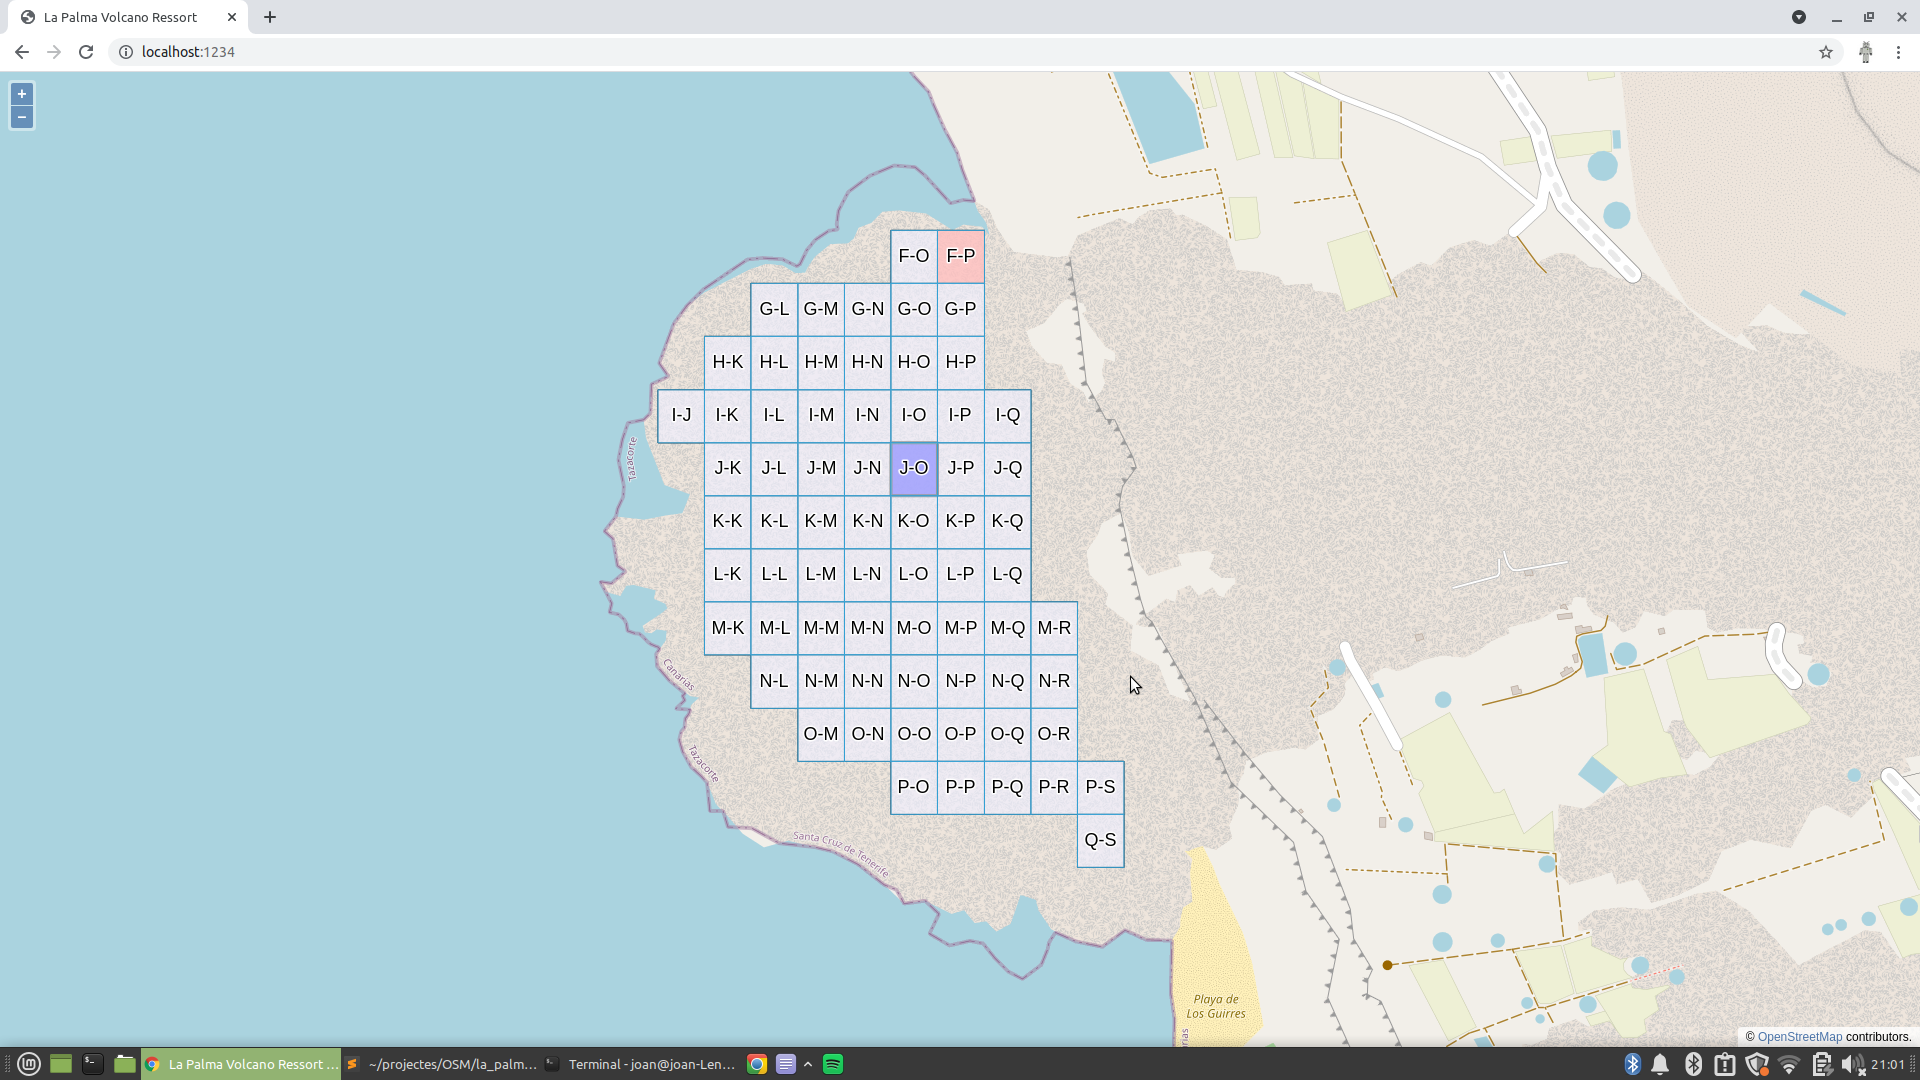 La Palma Volcano Ressort
localhost:1234
+
−
F-O F-P
G-L G-M G-N G-O G-P
H-K H-L H-M H-N H-O H-P
I-J I-K I-L I-M I-N I-O I-P I-Q
J-K J-L J-M J-N J-O J-P J-Q
Tazacorte
K-K K-L K-M K-N K-O K-P K-Q
L-K L-L L-M L-N L-O L-P L-Q
M-K M-L M-M M-N M-O M-P M-Q M-R
Canarias
N-L N-M N-N N-O N-P N-Q N-R
O-M O-N O-O O-P O-Q O-R
Tazacorte
P-O P-P P-Q P-R P-S
Q-S
Santa Cruz de Tenerife
Playa de
Los Guirres
© OpenStreetMap contributors.
La Palma Volcano Ressort ...
~/projectes/OSM/la_palm...
Terminal - joan@joan-Len...
21:01